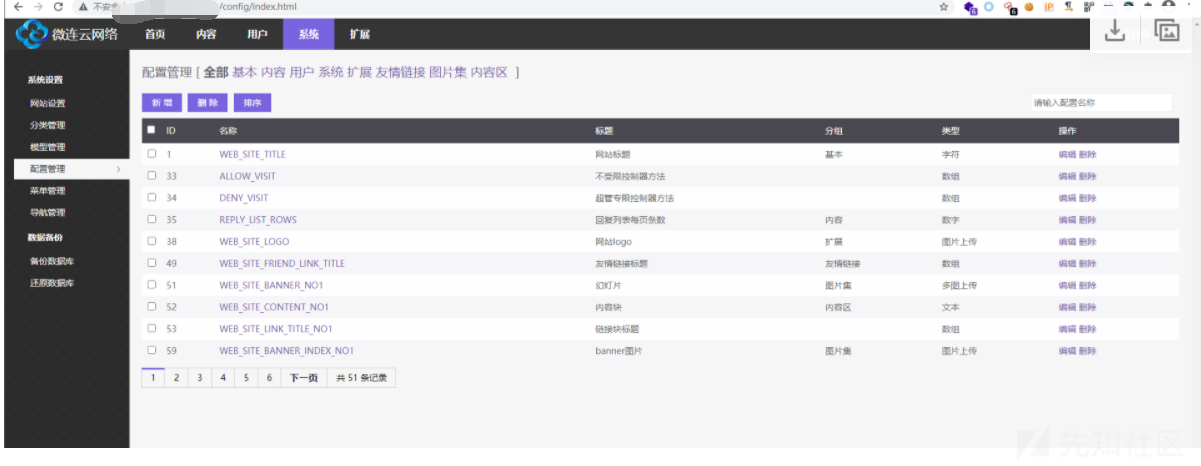 不安全 /config/index.html
微连云网络 首页 内容 用户 系统 扩展
系统设置
网站设置
分类管理
模型管理
配置管理
菜单管理
导航管理
数据备份
备份数据库
还原数据库
配置管理 [ 全部 基本 内容 用户 系统 扩展 友情链接 图片集 内容区 ]
新 增 删 除 排序 请输入配置名称
ID 名称 标题 分组 类型 操作
1 WEB_SITE_TITLE 网站标题 基本 字符 编辑 删除
33 ALLOW_VISIT 不受限控制器方法 数组 编辑 删除
34 DENY_VISIT 超管专限控制器方法 数组 编辑 删除
35 REPLY_LIST_ROWS 回复列表每页条数 内容 数字 编辑 删除
38 WEB_SITE_LOGO 网站logo 扩展 图片上传 编辑 删除
49 WEB_SITE_FRIEND_LINK_TITLE 友情链接标题 友情链接 数组 编辑 删除
51 WEB_SITE_BANNER_NO1 幻灯片 图片集 多图上传 编辑 删除
52 WEB_SITE_CONTENT_NO1 内容块 内容区 文本 编辑 删除
53 WEB_SITE_LINK_TITLE_NO1 链接块标题 数组 编辑 删除
59 WEB_SITE_BANNER_INDEX_NO1 banner图片 图片集 图片上传 编辑 删除
1 2 3 4 5 6 下一页 共 51 条记录
先知社区